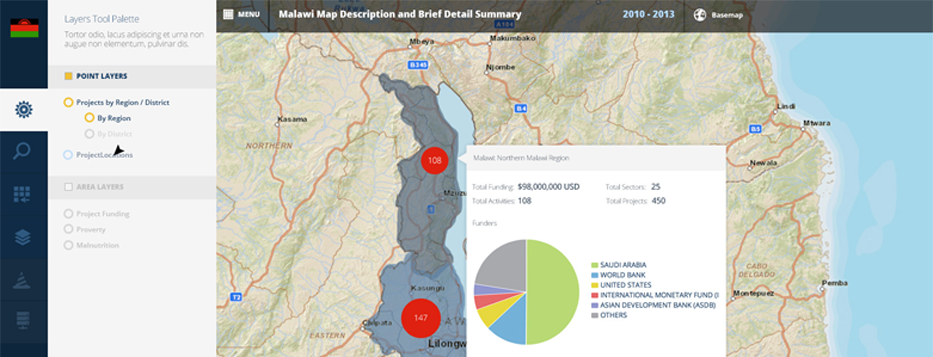 Layers Tool Palette
Tortor odio, lacus adipiscing et urna non
augue non elementum, pulvinar dis.
POINT LAYERS
Projects by Region / District
By Region
By District
ProjectLocations
AREA LAYERS
Project Funding
Proverty
Malnutrition
MENU
Malawi Map Description and Brief Detail Summary
2010 - 2013
Basemap
A104
Mbeya
Makumbako
B345
Njombe
Kasama
B4
Lindi
Mtwara
B5
NORTHERN
Newala
108
Mzuzu
1
T2
Kasungu
147
Chipata
EASTERN
Lilongw
CABO
DELGADO
Montepuez
Pemba
Malawi Northern Malawi Region
Total Funding: $98,000,000 USD
Total Sectors: 25
Total Activities: 108
Total Projects: 450
Funders
SAUDI ARABIA
WORLD BANK
UNITED STATES
INTERNATIONAL MONETARY FUND (I
ASIAN DEVELOPMENT BANK (ASDB)
OTHERS